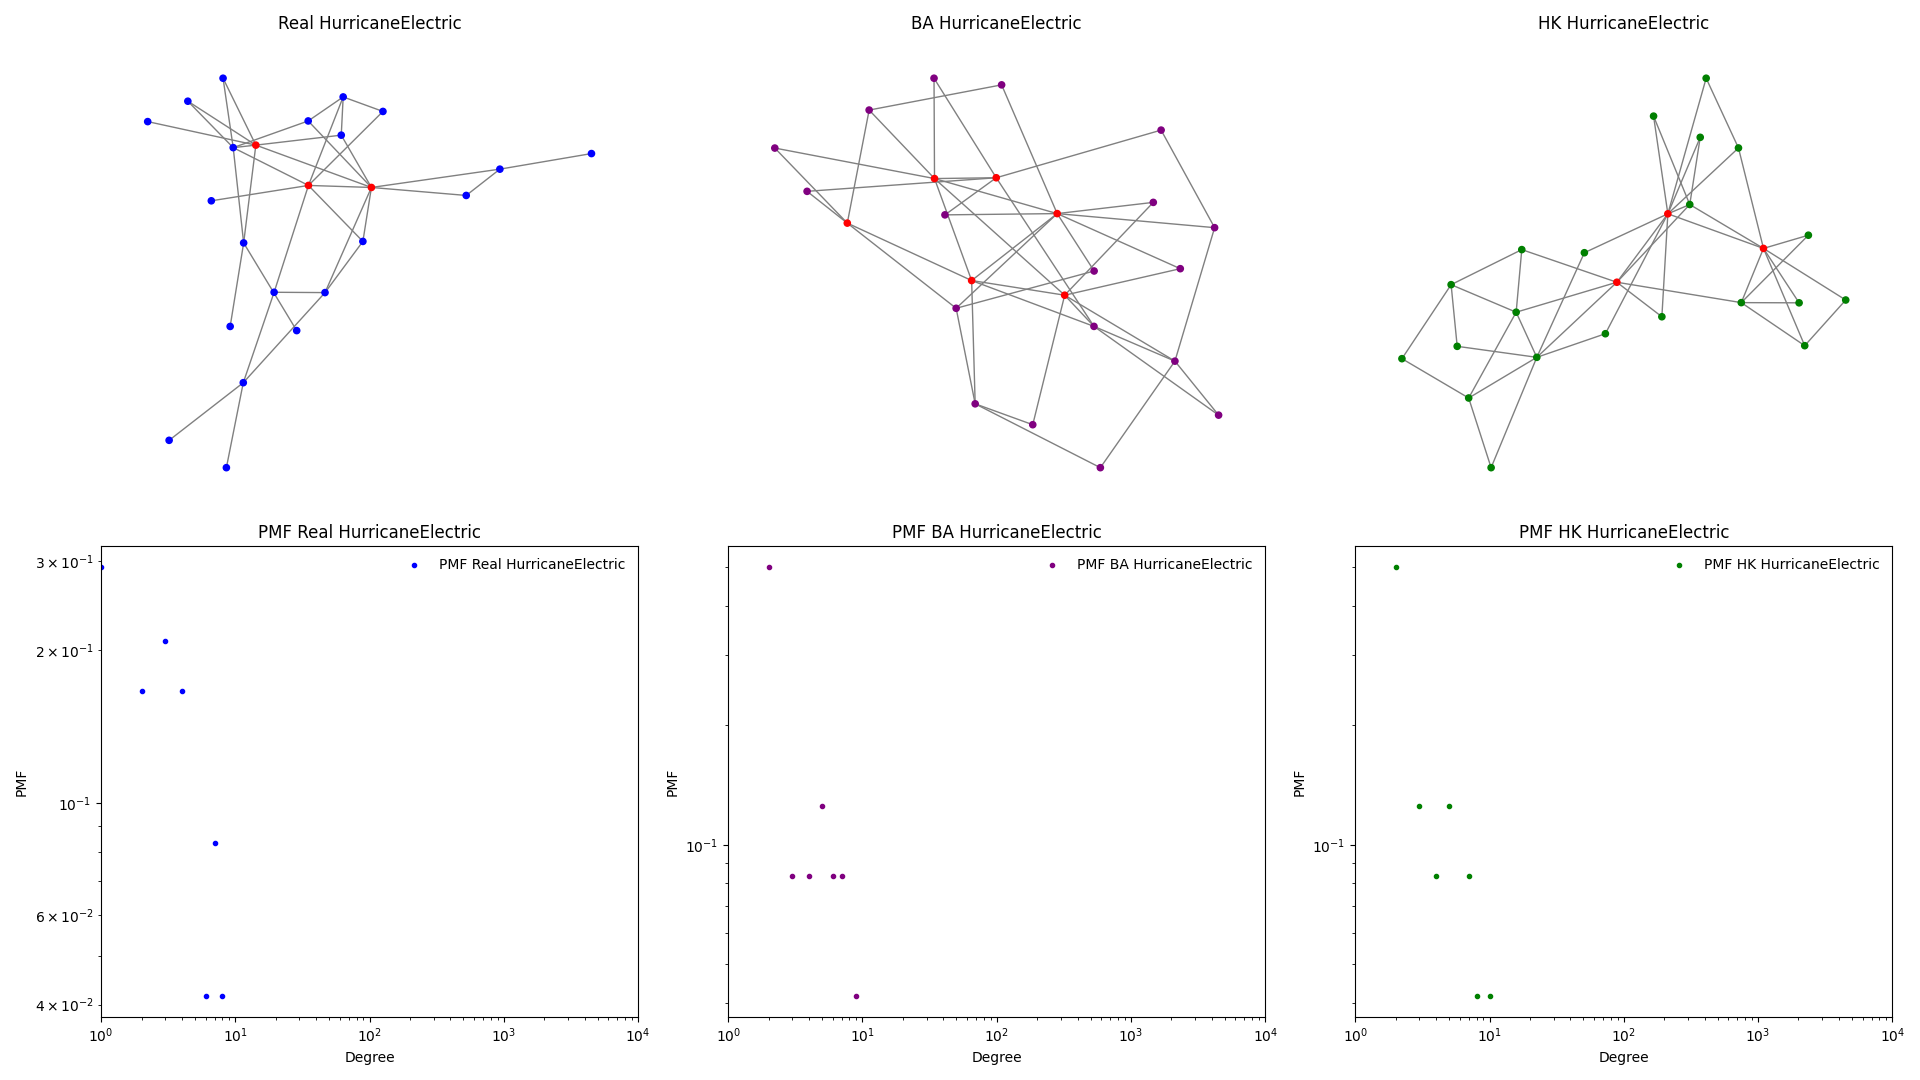 Real HurricaneElectric
BA HurricaneElectric
HK HurricaneElectric
PMF Real HurricaneElectric
PMF
3 × 10⁻¹
2 × 10⁻¹
10⁻¹
6 × 10⁻²
4 × 10⁻²
PMF Real HurricaneElectric
10⁰ 10¹ 10² 10³ 10⁴
Degree
PMF BA HurricaneElectric
PMF
10⁻¹
PMF BA HurricaneElectric
10⁰ 10¹ 10² 10³ 10⁴
Degree
PMF HK HurricaneElectric
PMF
10⁻¹
PMF HK HurricaneElectric
10⁰ 10¹ 10² 10³ 10⁴
Degree